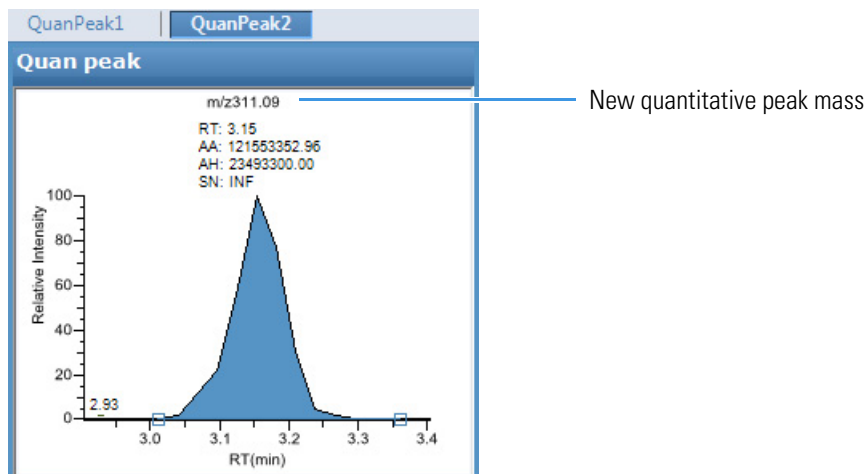 QuanPeak1 QuanPeak2
Quan peak
m/z311.09
New quantitative peak mass
RT: 3.15
AA: 121553352.96
AH: 23493300.00
SN: INF
100
80
60
40
20
0
Relative Intensity
2.93
3.0 3.1 3.2 3.3 3.4
RT(min)